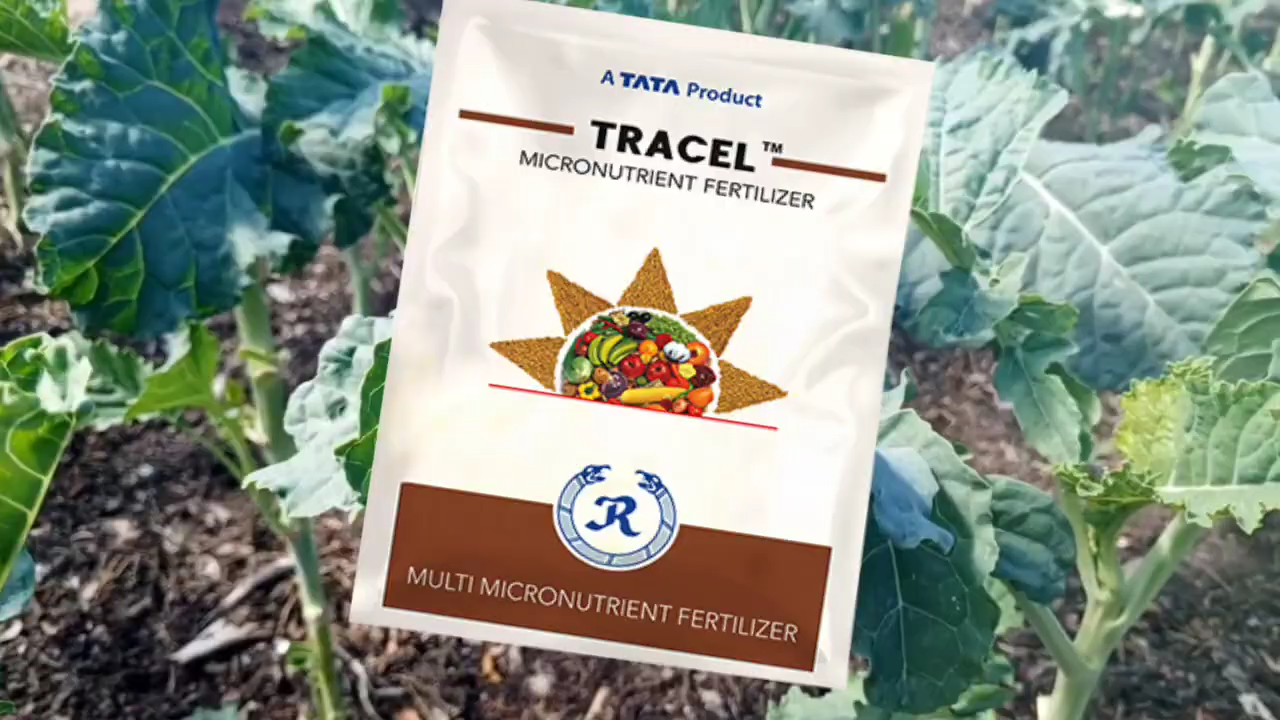 A TATA Product
TRACEL™
MICRONUTRIENT FERTILIZER
R
MULTI MICRONUTRIENT FERTILIZER